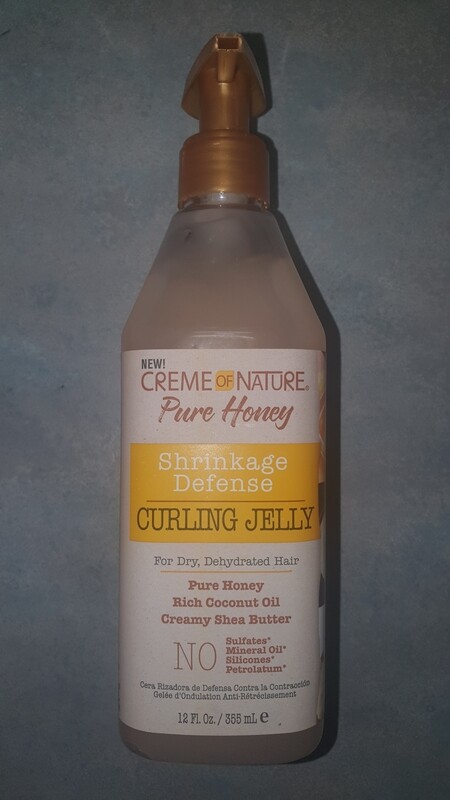 NEW!
CREME OF NATURE®
Pure Honey
Shrinkage
Defense
CURLING JELLY
For Dry, Dehydrated Hair
Pure Honey
Rich Coconut Oil
Creamy Shea Butter
NO
Sulfates*
Mineral Oil*
Silicones*
Petrolatum*
Cera Rizadora de Defensa Contra la Contracción
Gelée d'Ondulation Anti-Rétrécissement
12 Fl. Oz. / 355 mL e